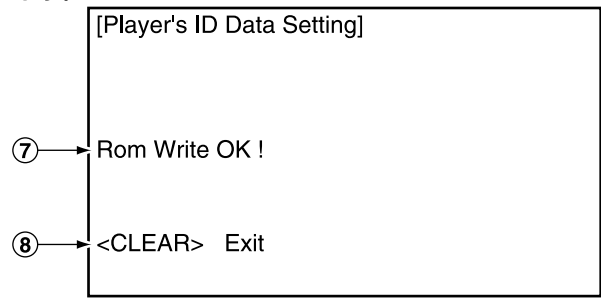 [Player's ID Data Setting]
⑦ Rom Write OK !
⑧ <CLEAR> Exit